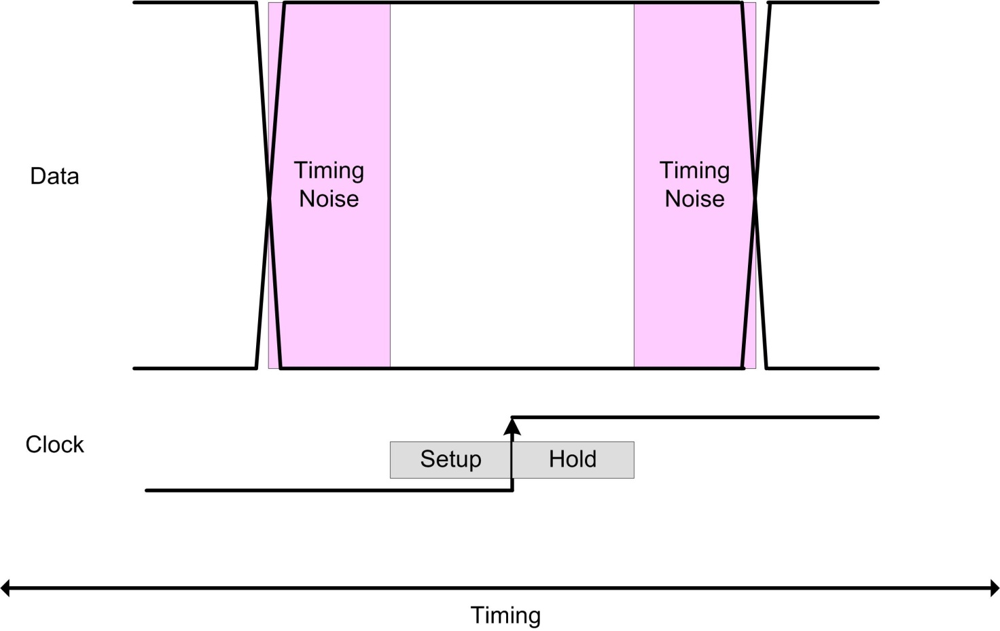 Data
Timing
Noise
Timing
Noise
Clock
Setup
Hold
Timing